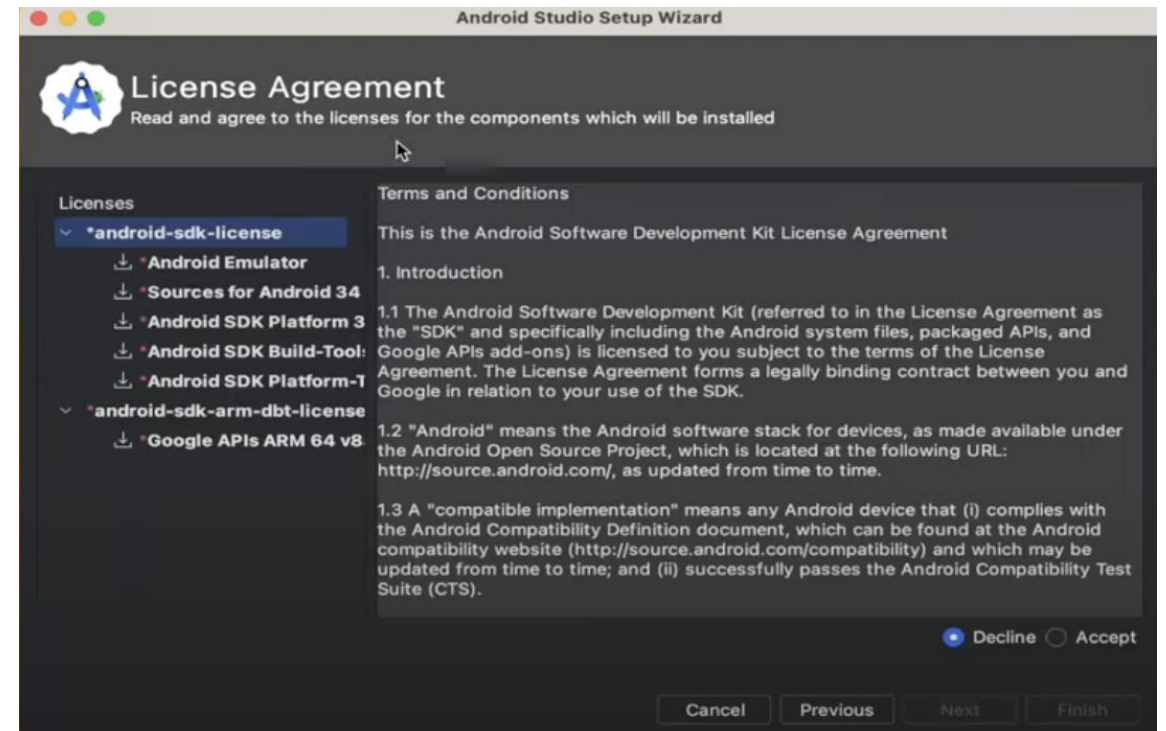 Android Studio Setup Wizard
License Agreement
Read and agree to the licenses for the components which will be installed
Licenses
*android-sdk-license
*Android Emulator
*Sources for Android 34
*Android SDK Platform 3
*Android SDK Build-Tool
*Android SDK Platform-T
*android-sdk-arm-dbt-license
*Google APIs ARM 64 v8
Terms and Conditions
This is the Android Software Development Kit License Agreement
1. Introduction
1.1 The Android Software Development Kit (referred to in the License Agreement as
the "SDK" and specifically including the Android system files, packaged APIs, and
Google APIs add-ons) is licensed to you subject to the terms of the License
Agreement. The License Agreement forms a legally binding contract between you and
Google in relation to your use of the SDK.
1.2 "Android" means the Android software stack for devices, as made available under
the Android Open Source Project, which is located at the following URL:
http://source.android.com/, as updated from time to time.
1.3 A "compatible implementation" means any Android device that (i) complies with
the Android Compatibility Definition document, which can be found at the Android
compatibility website (http://source.android.com/compatibility) and which may be
updated from time to time; and (ii) successfully passes the Android Compatibility Test
Suite (CTS).
Decline Accept
Cancel Previous Next Finish